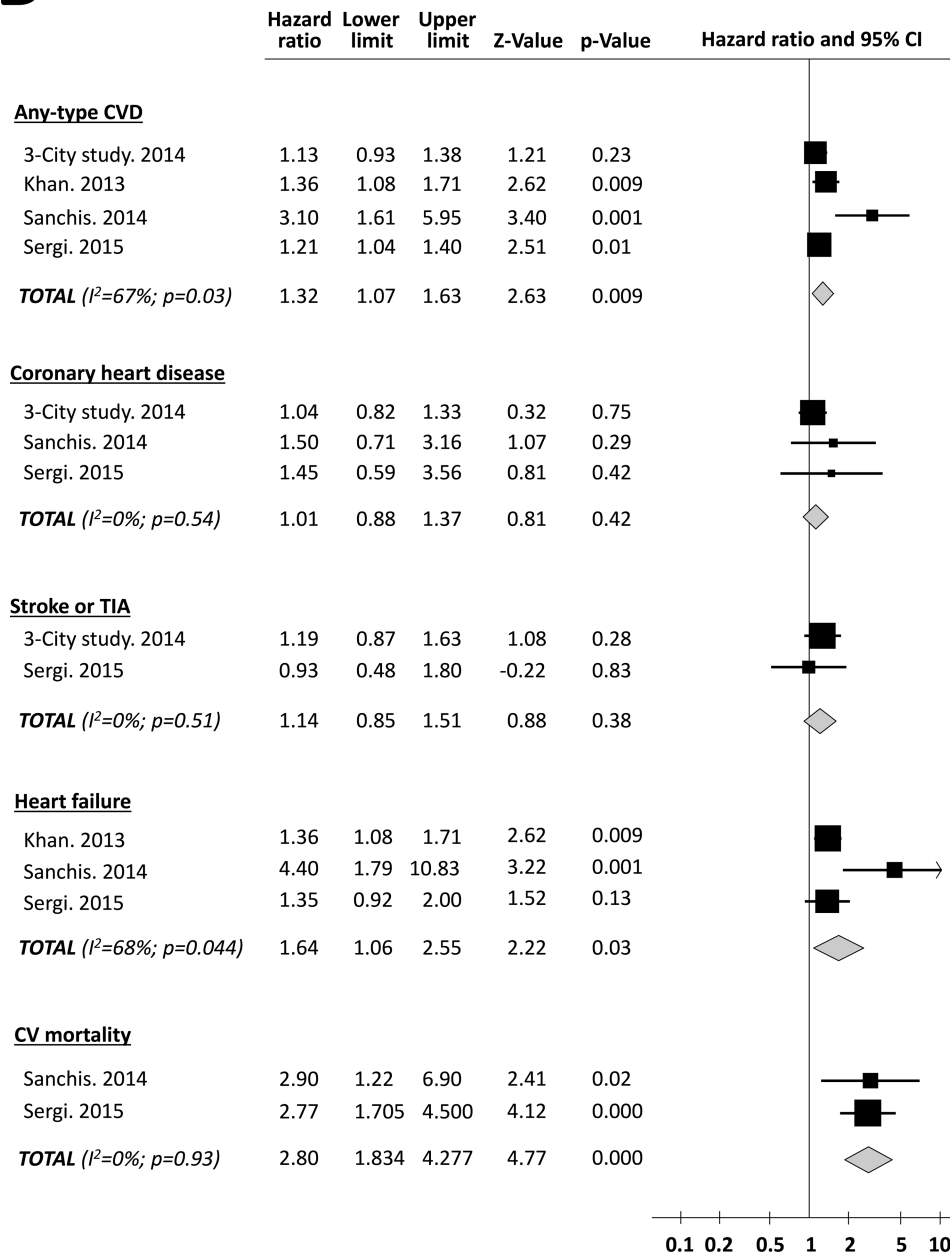 Hazard ratio Lower limit Upper limit Z-Value p-Value Hazard ratio and 95% CI
Any-type CVD
3-City study. 2014 1.13 0.93 1.38 1.21 0.23
Khan. 2013 1.36 1.08 1.71 2.62 0.009
Sanchis. 2014 3.10 1.61 5.95 3.40 0.001
Sergi. 2015 1.21 1.04 1.40 2.51 0.01
TOTAL (I²=67%; p=0.03) 1.32 1.07 1.63 2.63 0.009
Coronary heart disease
3-City study. 2014 1.04 0.82 1.33 0.32 0.75
Sanchis. 2014 1.50 0.71 3.16 1.07 0.29
Sergi. 2015 1.45 0.59 3.56 0.81 0.42
TOTAL (I²=0%; p=0.54) 1.01 0.88 1.37 0.81 0.42
Stroke or TIA
3-City study. 2014 1.19 0.87 1.63 1.08 0.28
Sergi. 2015 0.93 0.48 1.80 -0.22 0.83
TOTAL (I²=0%; p=0.51) 1.14 0.85 1.51 0.88 0.38
Heart failure
Khan. 2013 1.36 1.08 1.71 2.62 0.009
Sanchis. 2014 4.40 1.79 10.83 3.22 0.001
Sergi. 2015 1.35 0.92 2.00 1.52 0.13
TOTAL (I²=68%; p=0.044) 1.64 1.06 2.55 2.22 0.03
CV mortality
Sanchis. 2014 2.90 1.22 6.90 2.41 0.02
Sergi. 2015 2.77 1.705 4.500 4.12 0.000
TOTAL (I²=0%; p=0.93) 2.80 1.834 4.277 4.77 0.000
0.1 0.2 0.5 1 2 5 10